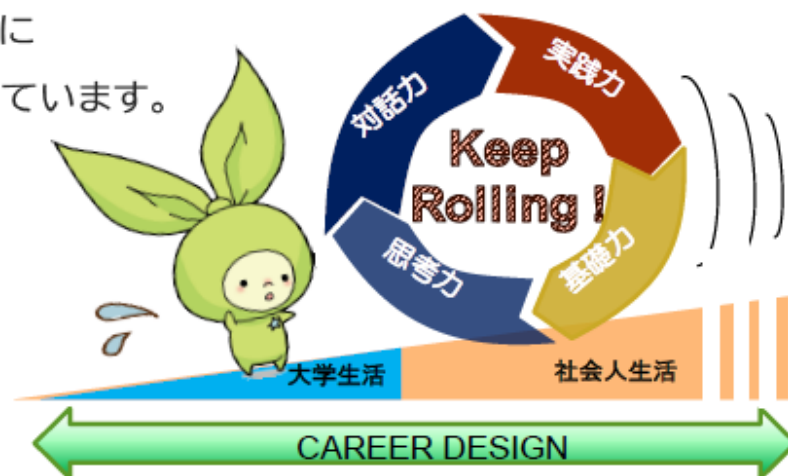 に
ています。
対話力
実践力
Keep
Rolling !
思考力
基礎力
大学生活
社会人生活
CAREER DESIGN